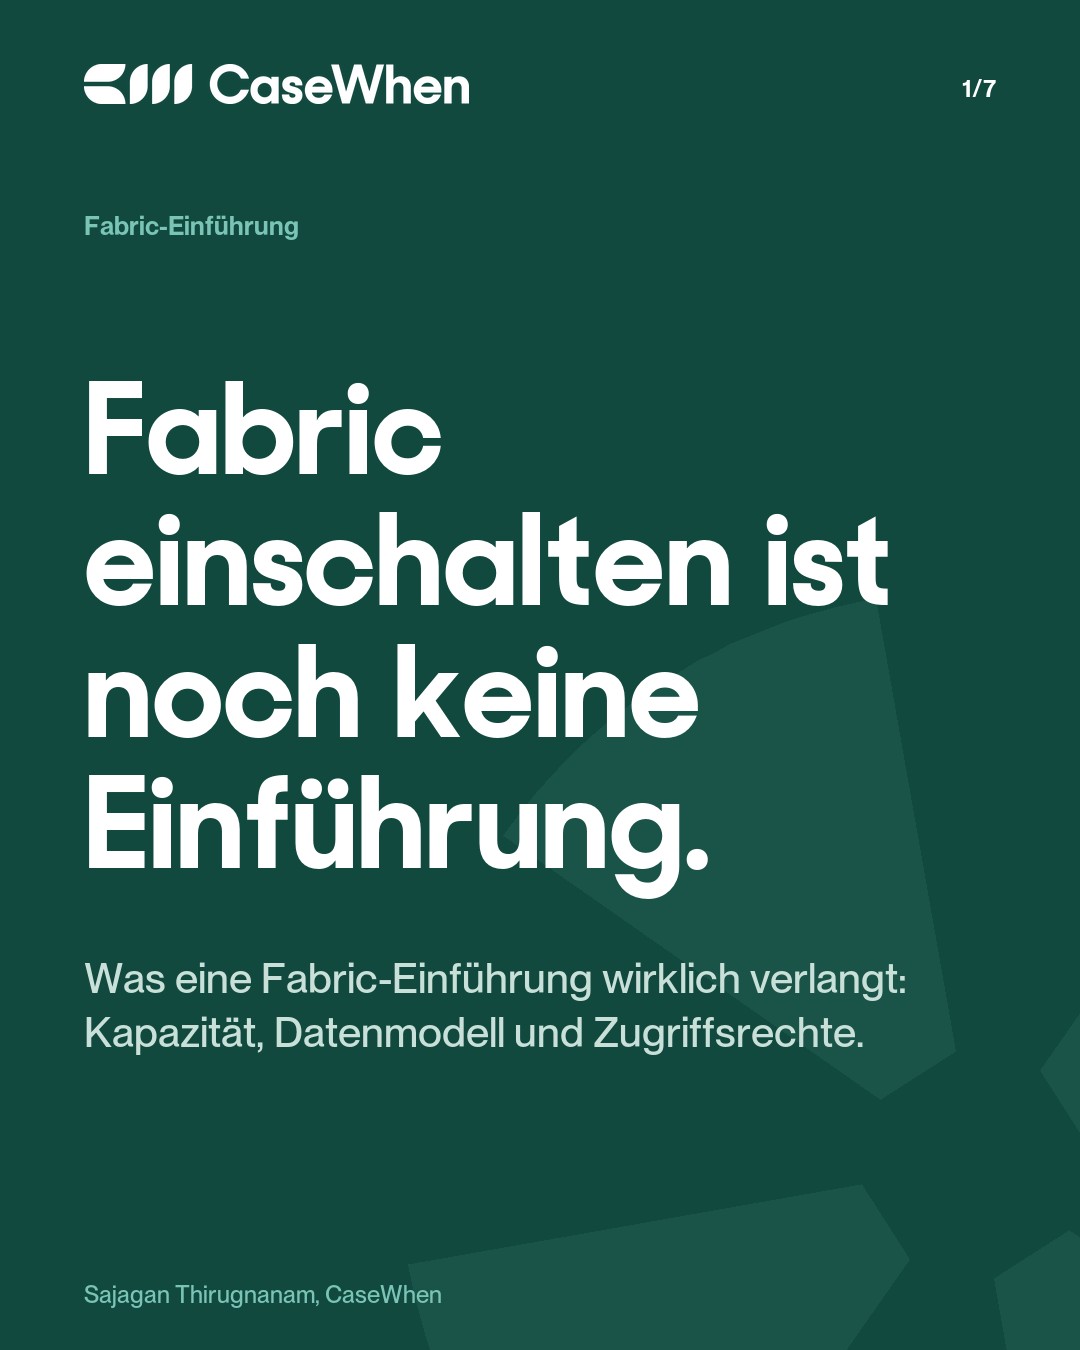 CaseWhen
1/7
Fabric-Einführung
Fabric
einschalten ist
noch keine
Einführung.
Was eine Fabric-Einführung wirklich verlangt:
Kapazität, Datenmodell und Zugriffsrechte.
Sajagan Thirugnanam, CaseWhen